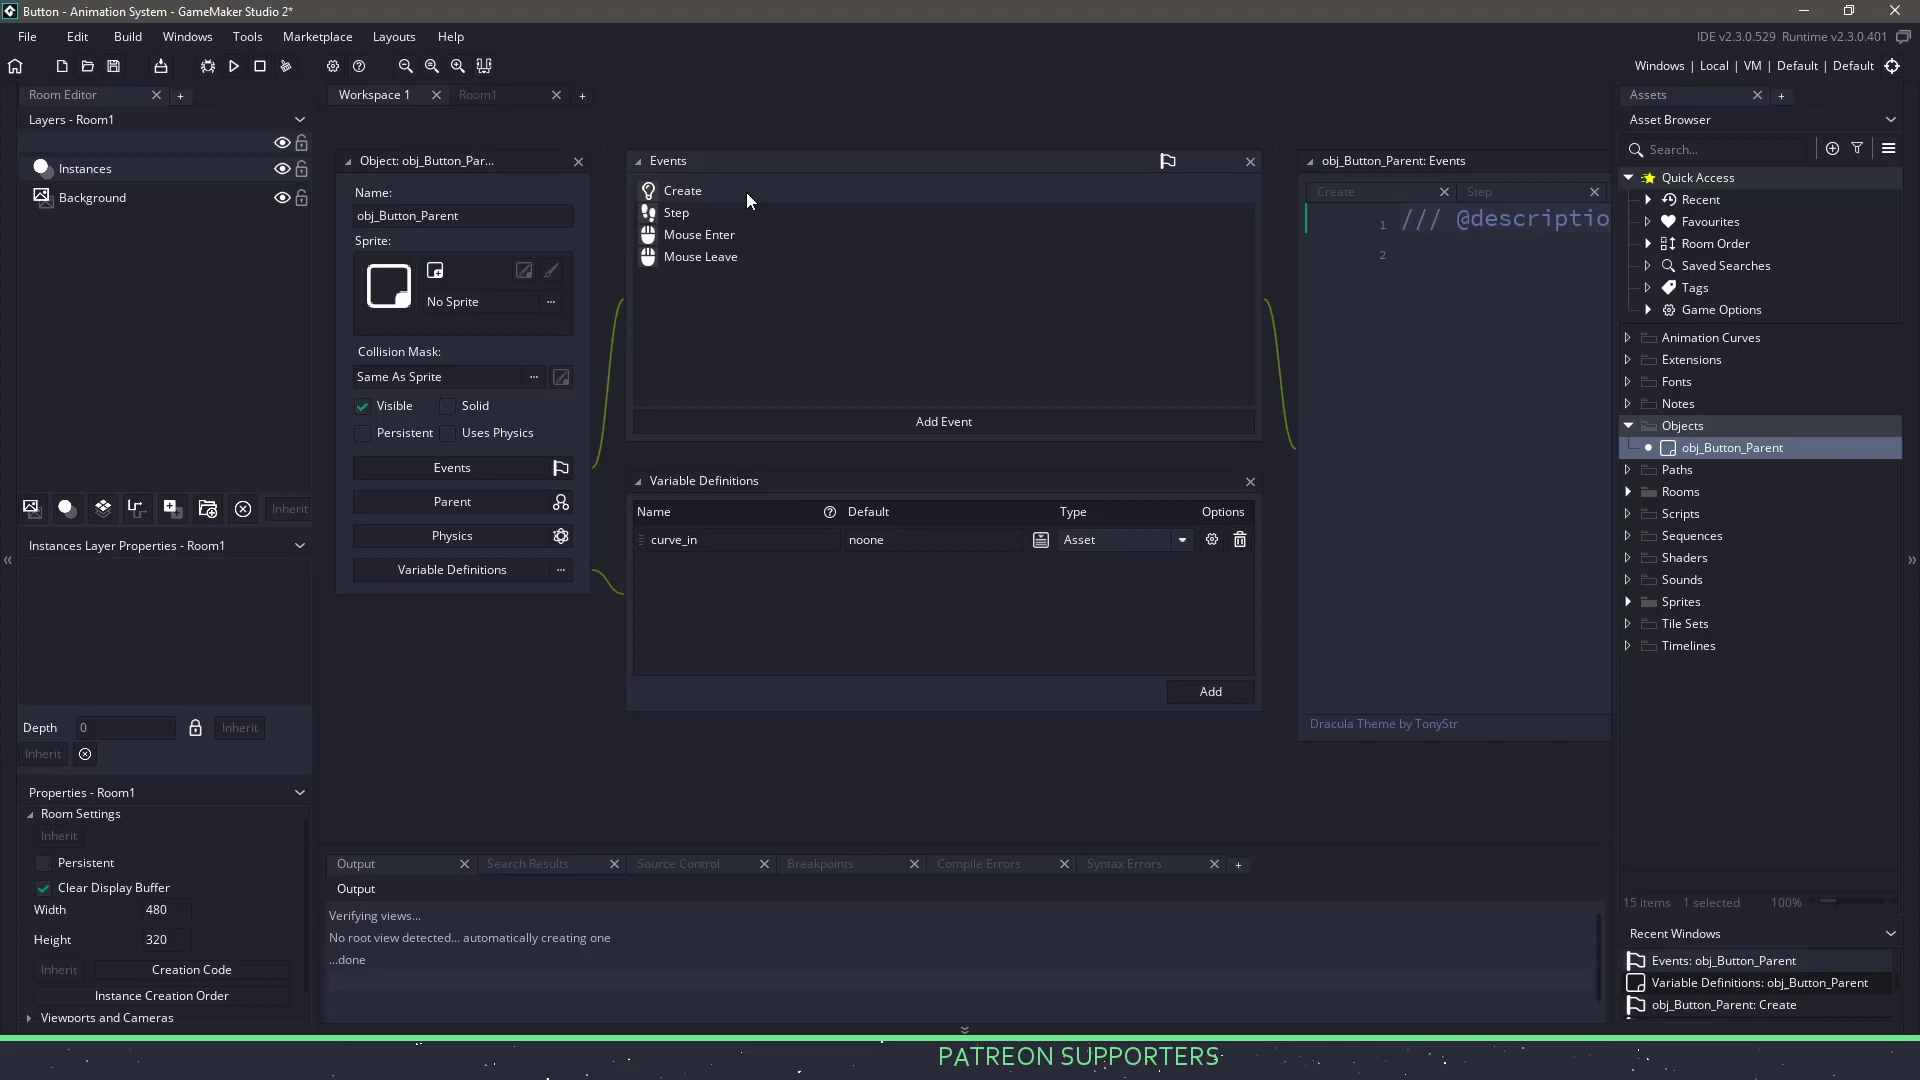 Button - Animation System - GameMaker Studio 2*
File Edit Build Windows Tools Marketplace Layouts Help
IDE v2.3.0.529 Runtime v2.3.0.401
Windows | Local | VM | Default | Default
Room Editor
Layers - Room1
Instances
Background
Inherit
Instances Layer Properties - Room1
Depth 0 Inherit
Inherit
Properties - Room1
Room Settings
Inherit
Persistent
Clear Display Buffer
Width 480
Height 320
Inherit Creation Code
Instance Creation Order
Viewports and Cameras
Workspace 1 Room1
Object: obj_Button_Par...
Name:
obj_Button_Parent
Sprite:
No Sprite ...
Collision Mask:
Same As Sprite ...
Visible Solid
Persistent Uses Physics
Events
Parent
Physics
Variable Definitions ...
Events
Create
Step
Mouse Enter
Mouse Leave
Add Event
Variable Definitions
Name Default Type Options
curve_in noone Asset
Add
obj_Button_Parent: Events
Create Step
1 /// @descriptio
2
Dracula Theme by TonyStr
Output Search Results Source Control Breakpoints Compile Errors Syntax Errors
Output
Verifying views...
No root view detected... automatically creating one
...done
Assets
Asset Browser
Search...
Quick Access
Recent
Favourites
Room Order
Saved Searches
Tags
Game Options
Animation Curves
Extensions
Fonts
Notes
Objects
obj_Button_Parent
Paths
Rooms
Scripts
Sequences
Shaders
Sounds
Sprites
Tile Sets
Timelines
15 items 1 selected 100%
Recent Windows
Events: obj_Button_Parent
Variable Definitions: obj_Button_Parent
obj_Button_Parent: Create
PATREON SUPPORTERS